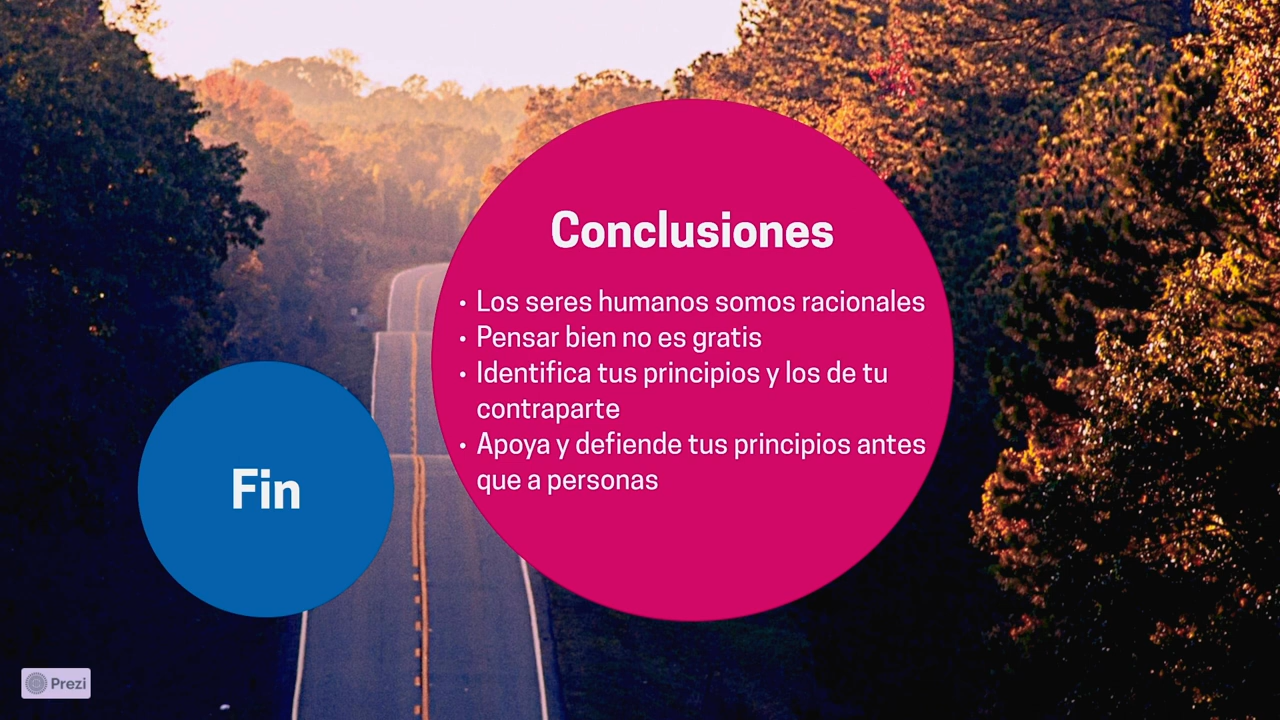 Conclusiones
• Los seres humanos somos racionales
• Pensar bien no es gratis
• Identifica tus principios y los de tu
contraparte
• Apoya y defiende tus principios antes
que a personas
Fin
Prezi